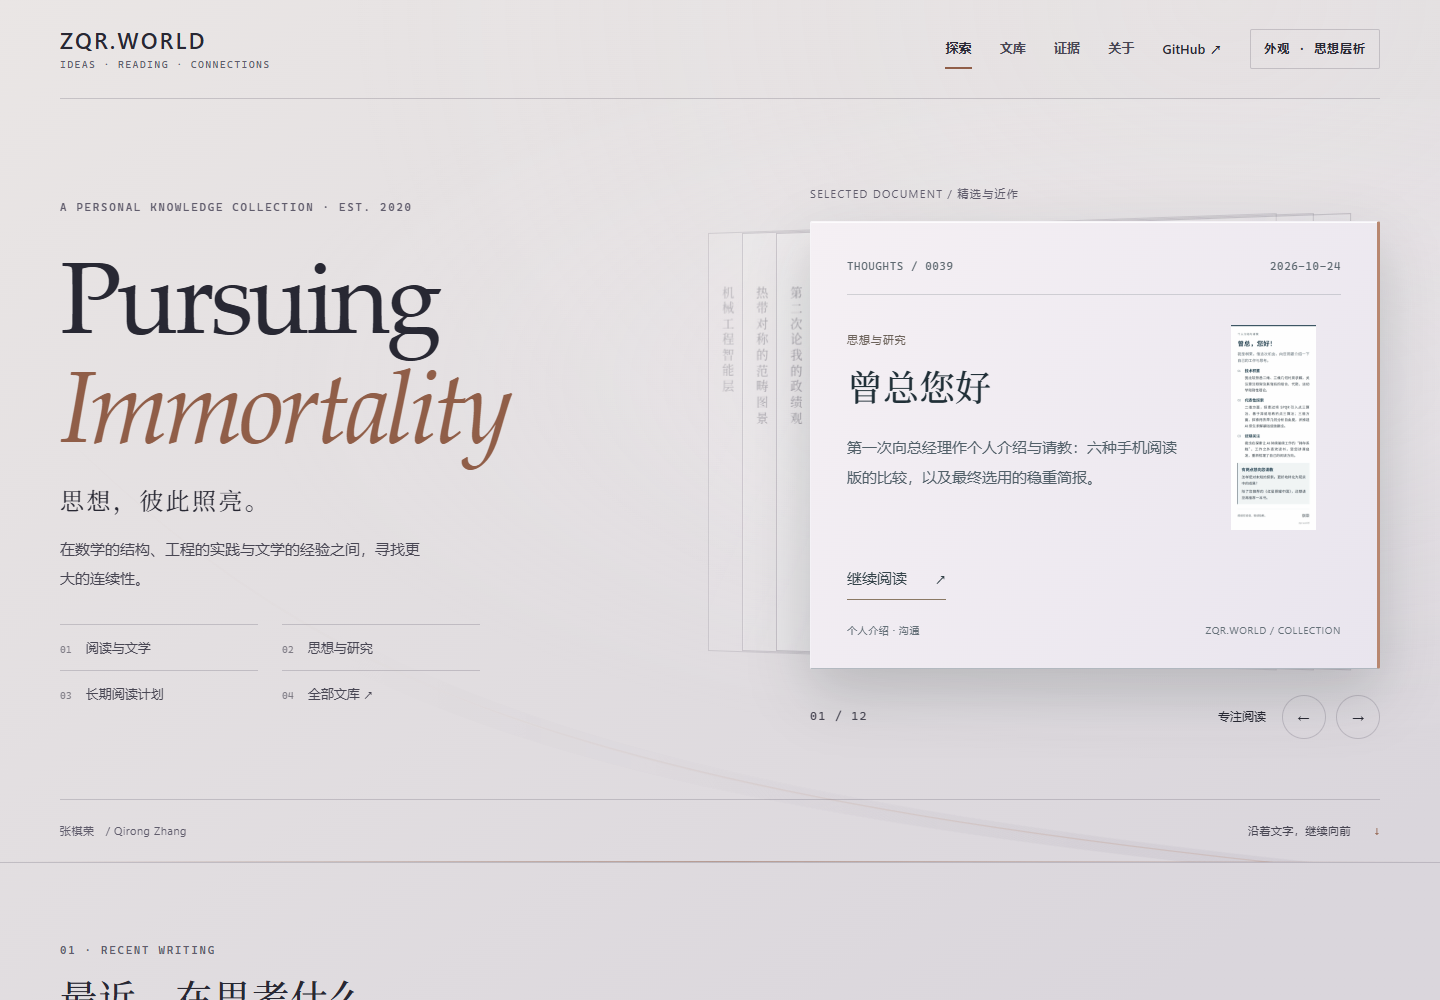 ZQR.WORLD
IDEAS · READING · CONNECTIONS
探索
文库
证据
关于
GitHub ↗
外观 · 思想层析
A PERSONAL KNOWLEDGE COLLECTION · EST. 2020
Pursuing
Immortality
思想，彼此照亮。
在数学的结构、工程的实践与文学的经验之间，寻找更
大的连续性。
01 阅读与文学
02 思想与研究
03 长期阅读计划
04 全部文库 ↗
SELECTED DOCUMENT / 精选与近作
机械工程智能层
热带对称的范畴图景
第二次论我的政绩观
THOUGHTS / 0039
2026-10-24
思想与研究
曾总您好
第一次向总经理作个人介绍与请教：六种手机阅读
版的比较，以及最终选用的稳重简报。
曾总，您好！
继续阅读 ↗
个人介绍 · 沟通
ZQR.WORLD / COLLECTION
01 / 12
专注阅读
← →
张棋荣 / Qirong Zhang
沿着文字，继续向前 ↓
01 · RECENT WRITING
最近，在思考什么